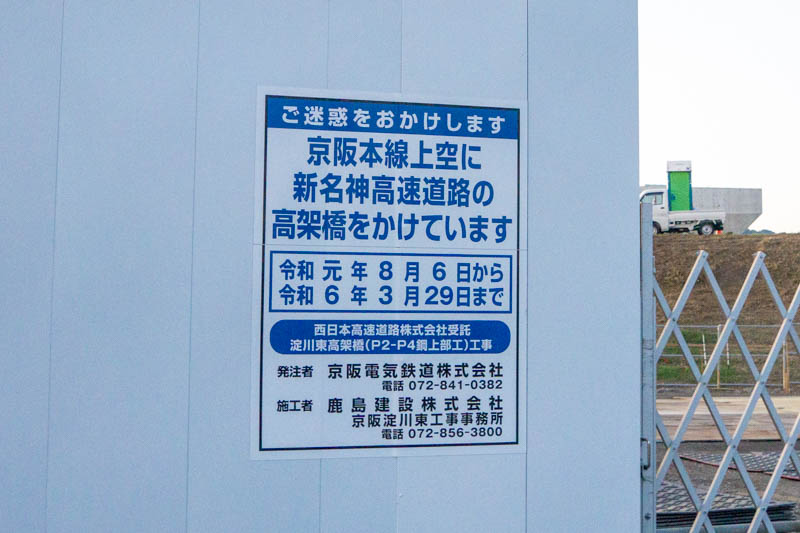 ご迷惑をおかけします
京阪本線上空に
新名神高速道路の
高架橋をかけています
令和 元 年 8 月 6 日から
令和 6 年 3 月 29日まで
西日本高速道路株式会社受託
淀川東高架橋(P2-P4鋼上部工)工事
発注者 京阪電気鉄道株式会社
電話 072-841-0382
施工者 鹿島建設株式会社
京阪淀川東工事事務所
電話 072-856-3800